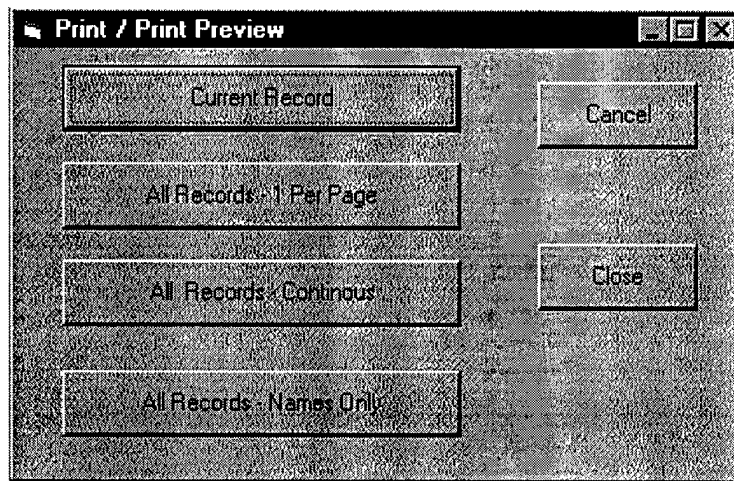 Print / Print Preview
Current Record
Cancel
All Records - 1 Per Page
All Records - Continous
Close
All Records - Names Only